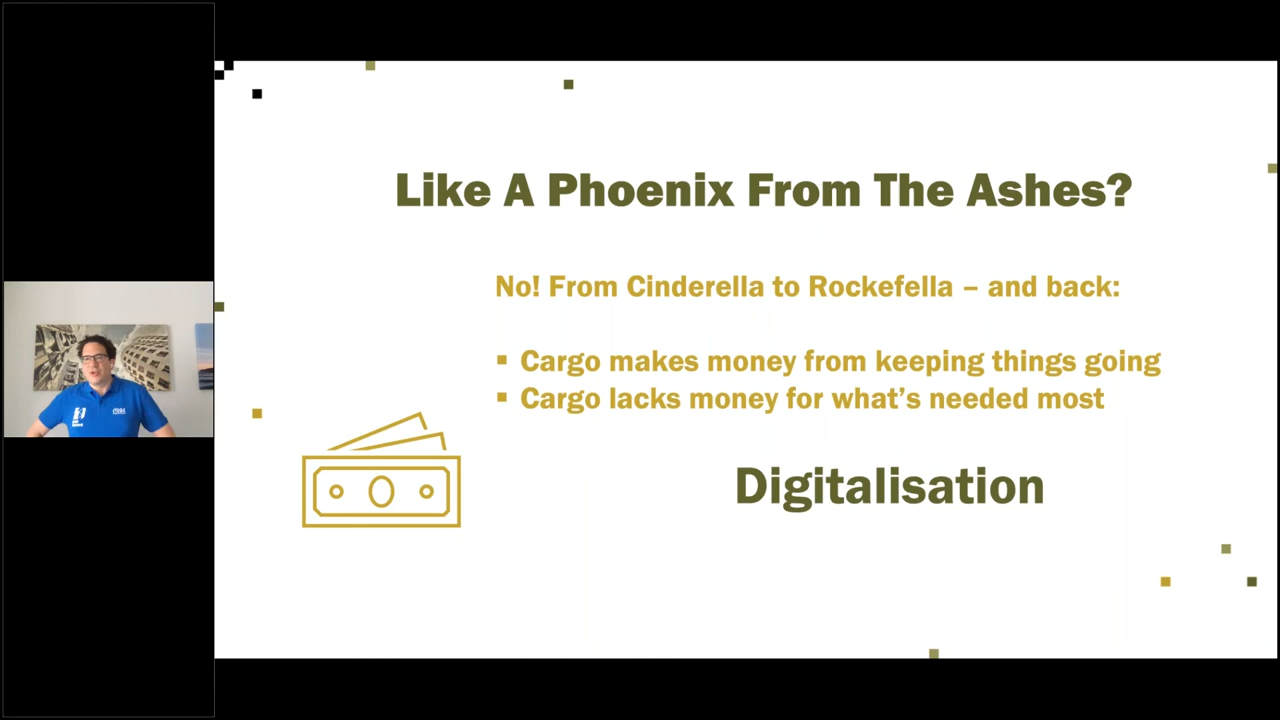 Like A Phoenix From The Ashes?
No! From Cinderella to Rockefella – and back:
▪ Cargo makes money from keeping things going
▪ Cargo lacks money for what's needed most
Digitalisation